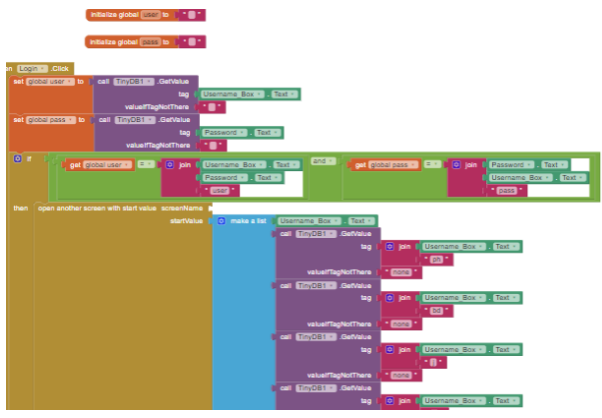 initialize global user to " "
initialize global pass to " "
Login .Click
set global user to call TinyDB1 .GetValue
tag Username_Box . Text
valueIfTagNotThere " "
set global pass to call TinyDB1 .GetValue
tag Password . Text
valueIfTagNotThere " "
if get global user = join Username_Box . Text and get global pass = join Password . Text
Password . Text Username_Box . Text
" user " " pass "
then open another screen with start value screenName
startValue make a list Username_Box . Text
call TinyDB1 .GetValue
tag join Username_Box . Text
" ph "
valueIfTagNotThere " none "
call TinyDB1 .GetValue
tag join Username_Box . Text
valueIfTagNotThere " none "
call TinyDB1 .GetValue
tag join Username_Box . Text
valueIfTagNotThere " none "
call TinyDB1 .GetValue
tag join Username_Box . Text